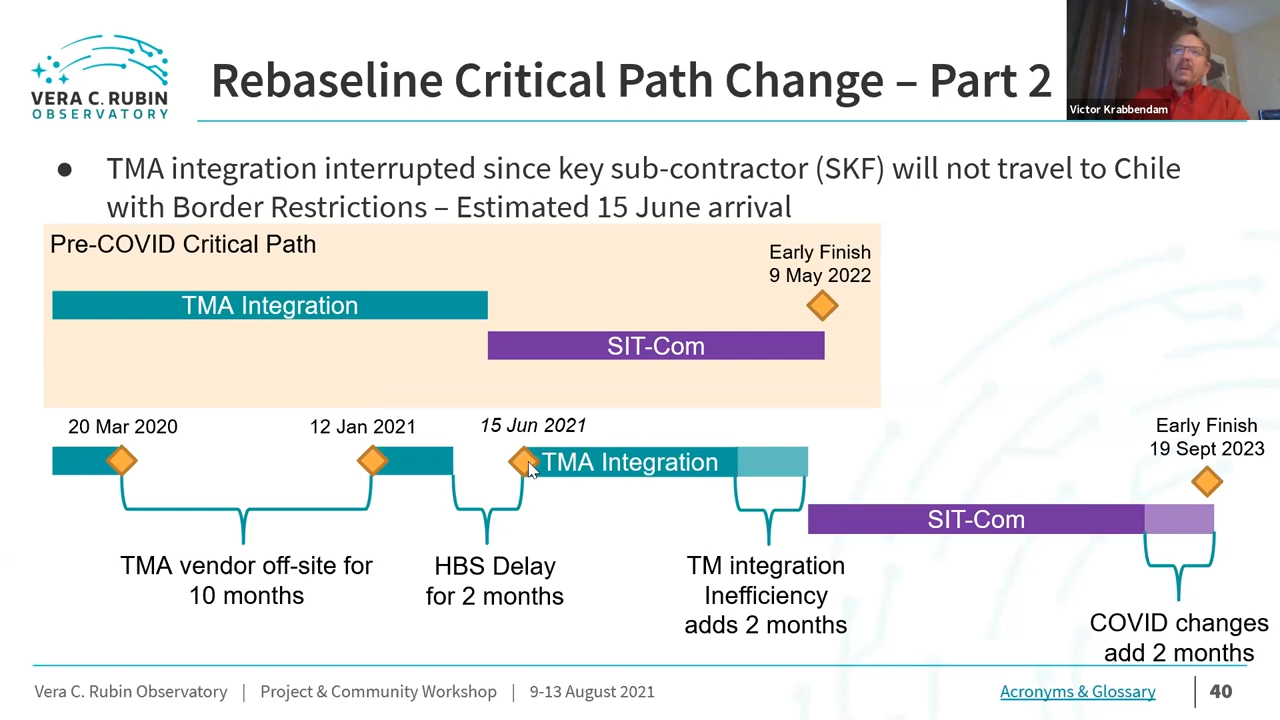 VERA C. RUBIN
OBSERVATORY
Rebaseline Critical Path Change – Part 2
Victor Krabbendam
● TMA integration interrupted since key sub-contractor (SKF) will not travel to Chile
with Border Restrictions – Estimated 15 June arrival
Pre-COVID Critical Path
Early Finish
9 May 2022
TMA Integration
SIT-Com
20 Mar 2020
12 Jan 2021
15 Jun 2021
Early Finish
19 Sept 2023
TMA Integration
SIT-Com
TMA vendor off-site for
10 months
HBS Delay
for 2 months
TM integration
Inefficiency
adds 2 months
COVID changes
add 2 months
Vera C. Rubin Observatory | Project & Community Workshop | 9-13 August 2021
Acronyms & Glossary
40